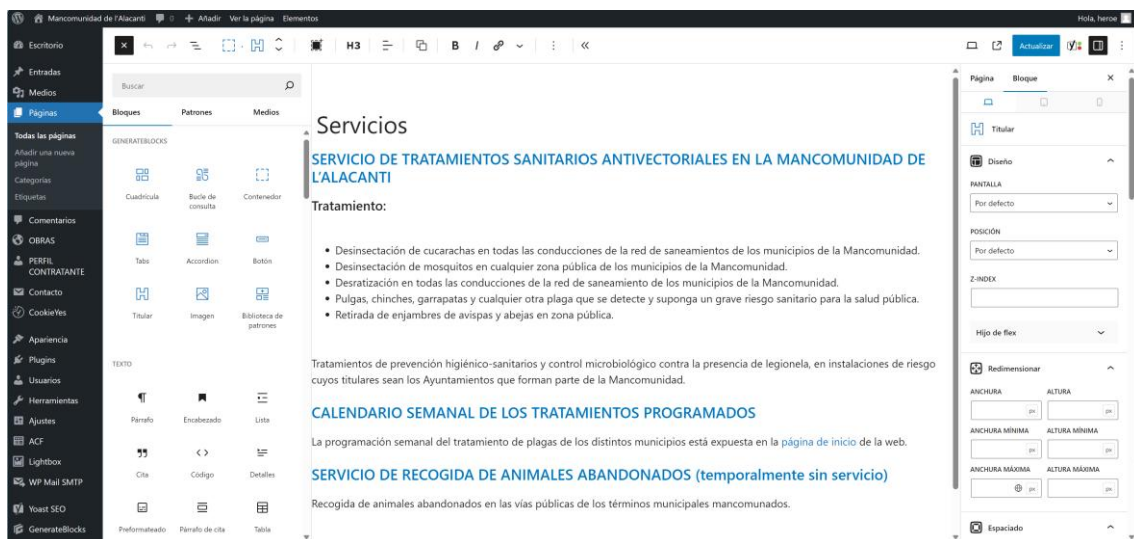 Mancomunidad de l'Alacanti 0 + Añadir Ver la página Elementos Hola, heroe
Escritorio
Entradas
Medios
Páginas
Todas las páginas
Añadir una nueva
página
Categorías
Etiquetas
Comentarios
OBRAS
PERFIL
CONTRATANTE
Contacto
CookieYes
Apariencia
Plugins
Usuarios
Herramientas
Ajustes
ACF
Lightbox
WP Mail SMTP
Yoast SEO
GenerateBlocks
H3 B I
Actualizar
Buscar
Bloques Patrones Medios
GENERATEBLOCKS
Cuadrícula Bucle de Contenedor
consulta
Tabs Accordion Botón
Titular Imagen Biblioteca de
patrones
TEXTO
Párrafo Encabezado Lista
Cita Código Detalles
Preformateado Párrafo de cita Tabla
Servicios
SERVICIO DE TRATAMIENTOS SANITARIOS ANTIVECTORIALES EN LA MANCOMUNIDAD DE
L'ALACANTI
Tratamiento:
• Desinsectación de cucarachas en todas las conducciones de la red de saneamientos de los municipios de la Mancomunidad.
• Desinsectación de mosquitos en cualquier zona pública de los municipios de la Mancomunidad.
• Desratización en todas las conducciones de la red de saneamiento de los municipios de la Mancomunidad.
• Pulgas, chinches, garrapatas y cualquier otra plaga que se detecte y suponga un grave riesgo sanitario para la salud pública.
• Retirada de enjambres de avispas y abejas en zona pública.
Tratamientos de prevención higiénico-sanitarios y control microbiológico contra la presencia de legionela, en instalaciones de riesgo
cuyos titulares sean los Ayuntamientos que forman parte de la Mancomunidad.
CALENDARIO SEMANAL DE LOS TRATAMIENTOS PROGRAMADOS
La programación semanal del tratamiento de plagas de los distintos municipios está expuesta en la página de inicio de la web.
SERVICIO DE RECOGIDA DE ANIMALES ABANDONADOS (temporalmente sin servicio)
Recogida de animales abandonados en las vías públicas de los términos municipales mancomunados.
Página Bloque
Titular
Diseño
PANTALLA
Por defecto
POSICIÓN
Por defecto
Z-INDEX
Hijo de flex
Redimensionar
ANCHURA ALTURA
px px
ANCHURA MÍNIMA ALTURA MÍNIMA
px px
ANCHURA MÁXIMA ALTURA MÁXIMA
px px
Espaciado